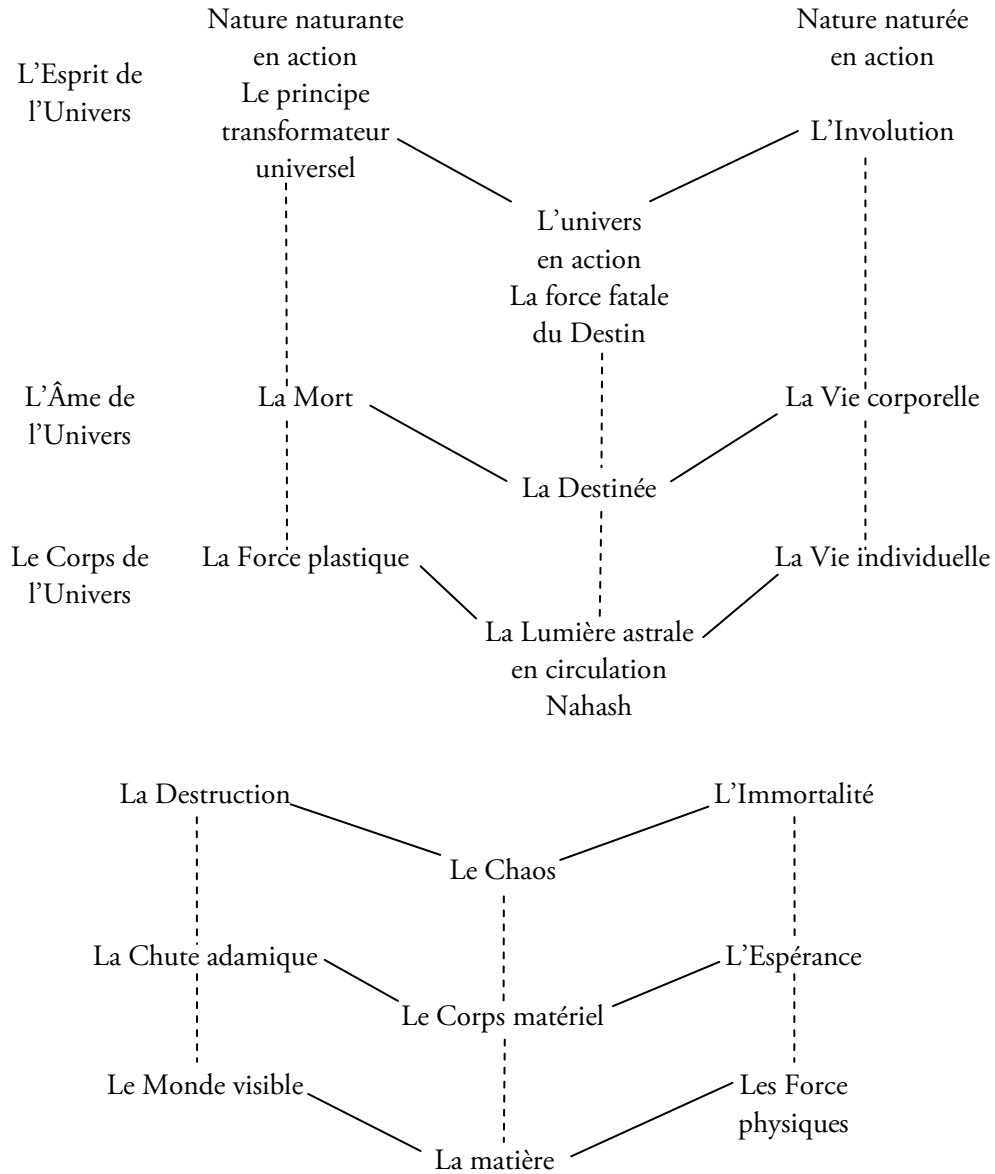 Nature naturante
en action
Le principe
transformateur
universel
Nature naturée
en action
L’Esprit de
l’Univers
L’Involution
L’univers
en action
La force fatale
du Destin
L’Âme de
l’Univers
La Mort
La Vie corporelle
La Destinée
Le Corps de
l’Univers
La Force plastique
La Vie individuelle
La Lumière astrale
en circulation
Nahash
La Destruction
L’Immortalité
Le Chaos
La Chute adamique
L’Espérance
Le Corps matériel
Le Monde visible
Les Force
physiques
La matière